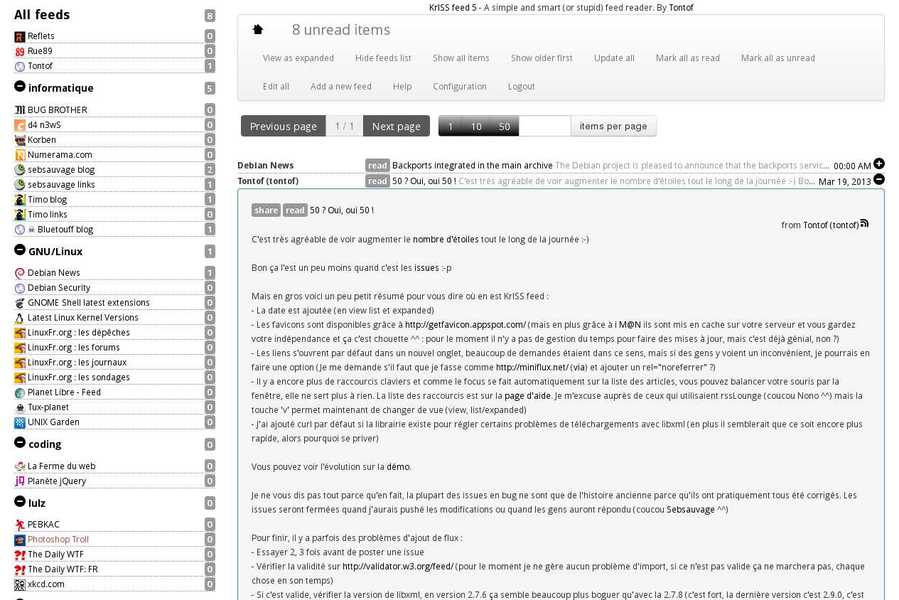 KrISS feed 5 - A simple and smart (or stupid) feed reader. By Tontof
All feeds 8
Reflets 0
Rue89 0
Tontof 1
informatique 5
BUG BROTHER 0
d4 n3wS 0
Korben 0
Numerama.com 0
sebsauvage blog 2
sebsauvage links 1
Timo blog 1
Timo links 0
☠ Bluetouff blog 1
GNU/Linux 1
Debian News 1
Debian Security 0
GNOME Shell latest extensions 0
Latest Linux Kernel Versions 0
LinuxFr.org : les dépêches 0
LinuxFr.org : les forums 0
LinuxFr.org : les journaux 0
LinuxFr.org : les sondages 0
Planet Libre - Feed 0
Tux-planet 0
UNIX Garden 0
coding 0
La Ferme du web 0
Planète jQuery 0
lulz 0
PEBKAC 0
Photoshop Troll 0
The Daily WTF 0
The Daily WTF: FR 0
xkcd.com 0
8 unread items
View as expanded Hide feeds list Show all items Show older first Update all Mark all as read Mark all as unread
Edit all Add a new feed Help Configuration Logout
Previous page 1 / 1 Next page 1 10 50 items per page
Debian News read Backports integrated in the main archive The Debian project is pleased to announce that the backports servic... 00:00 AM
Tontof (tontof) read 50 ? Oui, oui 50 ! C'est très agréable de voir augmenter le nombre d'étoiles tout le long de la journée :-) Bo... Mar 19, 2013
share read 50 ? Oui, oui 50 !
from Tontof (tontof)
C'est très agréable de voir augmenter le nombre d'étoiles tout le long de la journée :-)
Bon ça l'est un peu moins quand c'est les issues :-p
Mais en gros voici un peu petit résumé pour vous dire où en est KrISS feed :
- La date est ajoutée (en view list et expanded)
- Les favicons sont disponibles grâce à http://getfavicon.appspot.com/ (mais en plus grâce à i M@N ils sont mis en cache sur votre serveur et vous gardez
votre indépendance et ça c'est chouette ^^ : pour le moment il n'y a pas de gestion du temps pour faire des mises à jour, mais c'est déjà génial, non ?)
- Les liens s'ouvrent par défaut dans un nouvel onglet, beaucoup de demandes étaient dans ce sens, mais si des gens y voient un inconvénient, je pourrais en
faire une option (Je me demande s'il faut que je fasse comme http://miniflux.net/ (via) et ajouter un rel="noreferrer" ?)
- Il y a encore plus de raccourcis claviers et comme le focus se fait automatiquement sur la liste des articles, vous pouvez balancer votre souris par la
fenêtre, elle ne sert plus à rien. La liste des raccourcis est sur la page d'aide. Je m'excuse auprès de ceux qui utilisaient rssLounge (coucou Nono ^^) mais la
touche 'v' permet maintenant de changer de vue (view, list/expanded)
- J'ai ajouté curl par défaut si la librairie existe pour régler certains problèmes de téléchargements avec libxml (en plus il semblerait que ce soit encore plus
rapide, alors pourquoi se priver)
Vous pouvez voir l'évolution sur la démo.
Je ne vous dis pas tout parce qu'en fait, la plupart des issues en bug ne sont que de l'histoire ancienne parce qu'ils ont pratiquement tous été corrigés. Les
issues seront fermées quand j'aurais pushé les modifications ou quand les gens auront répondu (coucou Sebsauvage ^^)
Pour finir, il y a parfois des problèmes d'ajout de flux :
- Essayer 2, 3 fois avant de poster une issue
- Vérifier la validité sur http://validator.w3.org/feed/ (pour le moment je ne gère aucun problème d'import, si ce n'est pas valide ça ne marchera pas, chaque
chose en son temps)
- Si c'est valide, vérifier la version de libxml, en version 2.7.6 ça semble beaucoup plus boguer qu'avec la 2.7.8 (c'est fort, la dernière version c'est 2.9.0, c'est